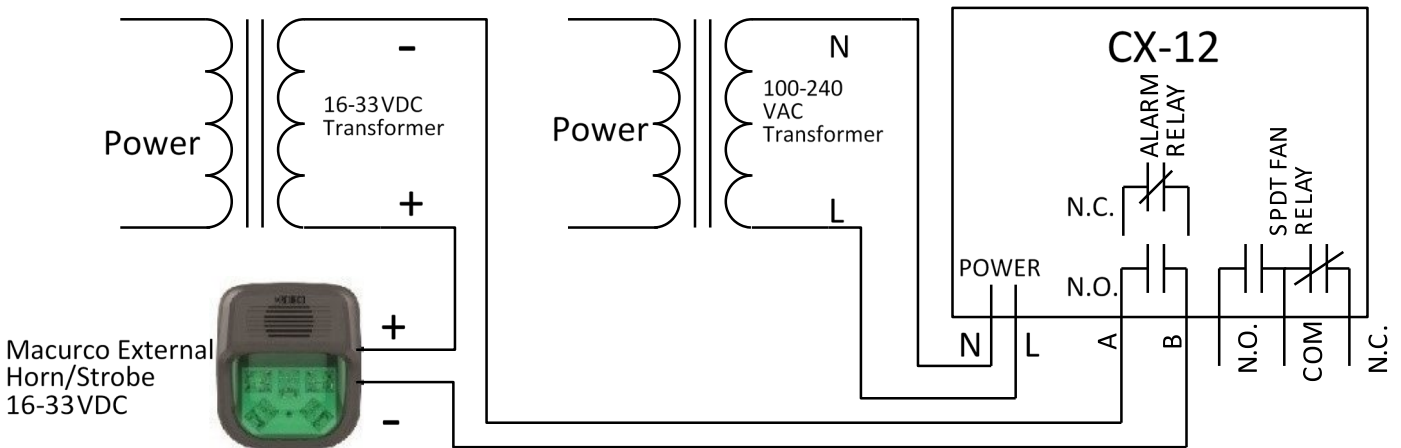 Power
-
16-33VDC
Transformer
+
Power
N
100-240
VAC
Transformer
L
CX-12
ALARM
RELAY
N.C.
SPDT FAN
RELAY
POWER
N.O.
N
L
A
B
N.O.
COM
N.C.
+
Macurco External
Horn/Strobe
16-33VDC
-